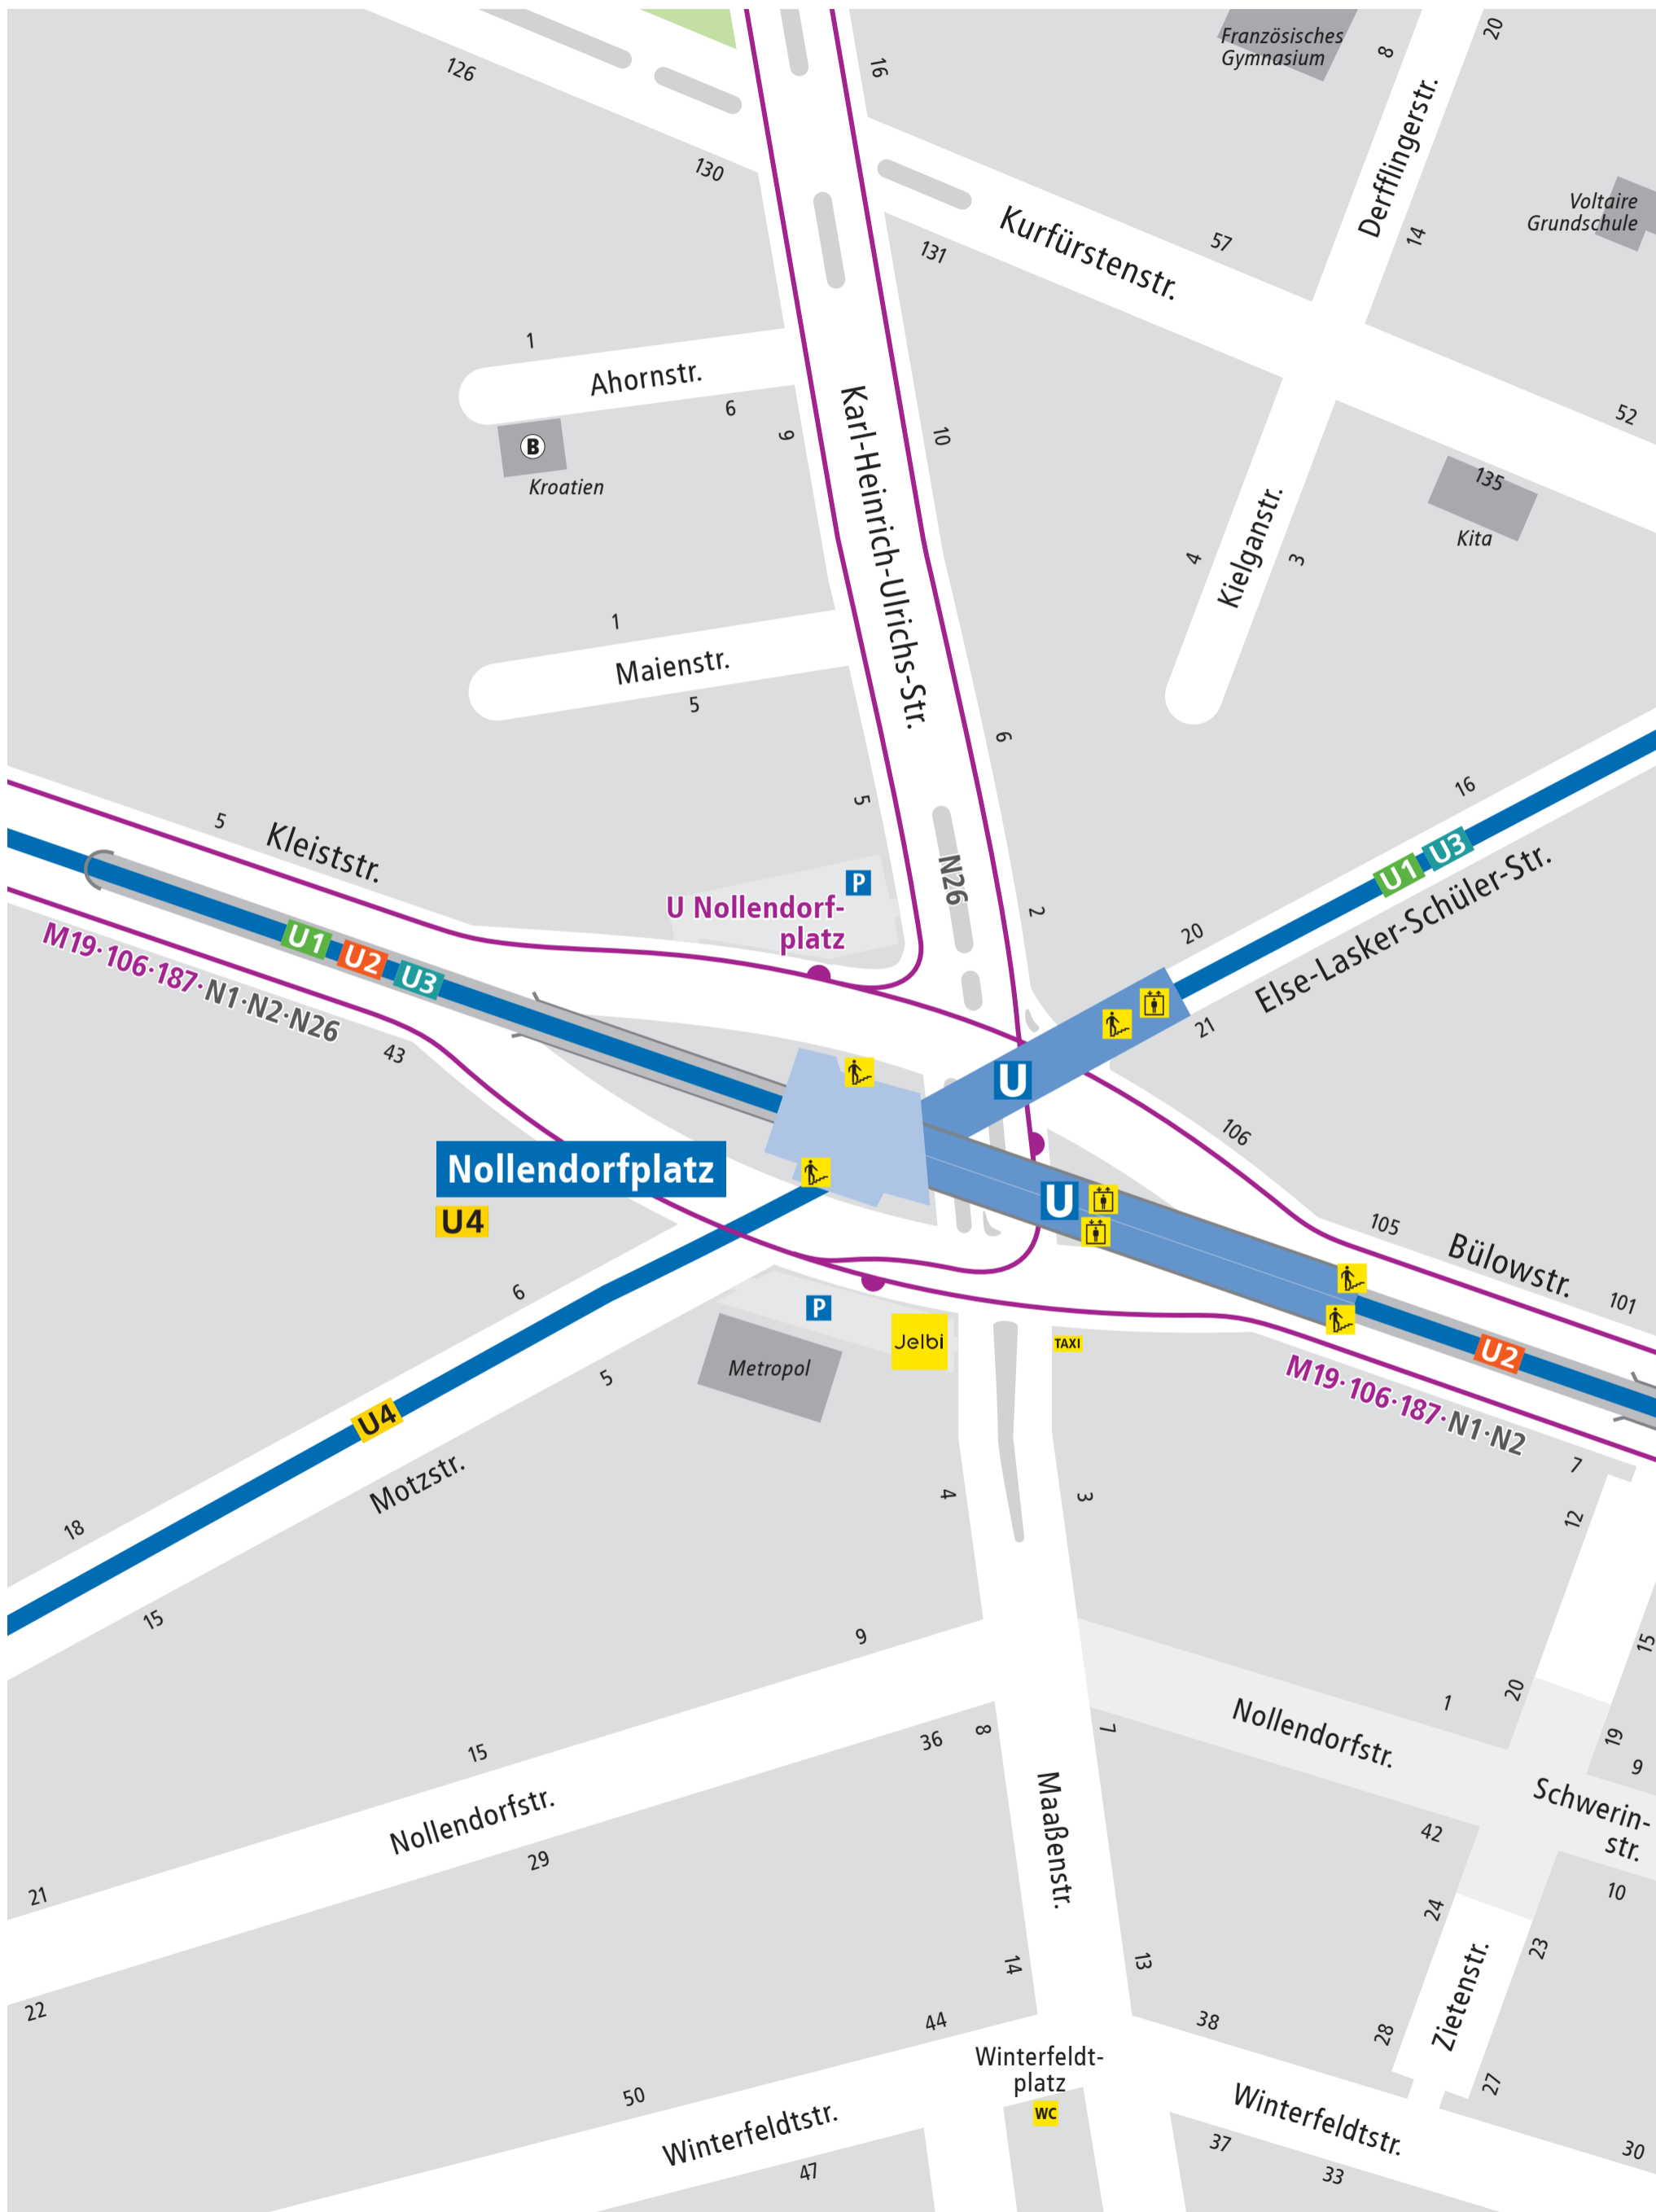 126
16
Französisches
Gymnasium
8
20
Derfflingerstr.
130
Voltaire
Grundschule
131
Kurfürstenstr.
57
14
1
Ahornstr.
6
9
10
52
B
Kroatien
135
Kita
Karl-Heinrich-Ulrichs-Str.
4
Kielganstr.
3
1
Maienstr.
5
6
16
5
5
Kleiststr.
P
U Nollendorf-
platz
N26
2
U1 U3
Else-Lasker-Schüler-Str.
20
21
U1 U2 U3
M19·106·187·N1·N2·N26
43
U
106
Nollendorfplatz
U4
U
105
Bülowstr.
101
6
P
Jelbi
TAXI
Metropol
5
U2
M19·106·187·N1·N2
U4
Motzstr.
7
4
3
12
18
15
9
15
20
1
Nollendorfstr.
19
9
36
8
7
15
Nollendorfstr.
29
Maaßenstr.
Schwerin-
str.
42
10
21
24
23
22
14
13
Zietenstr.
44
38
28
27
Winterfeldt-
platz
WC
50
Winterfeldtstr.
47
Winterfeldtstr.
37
33
30